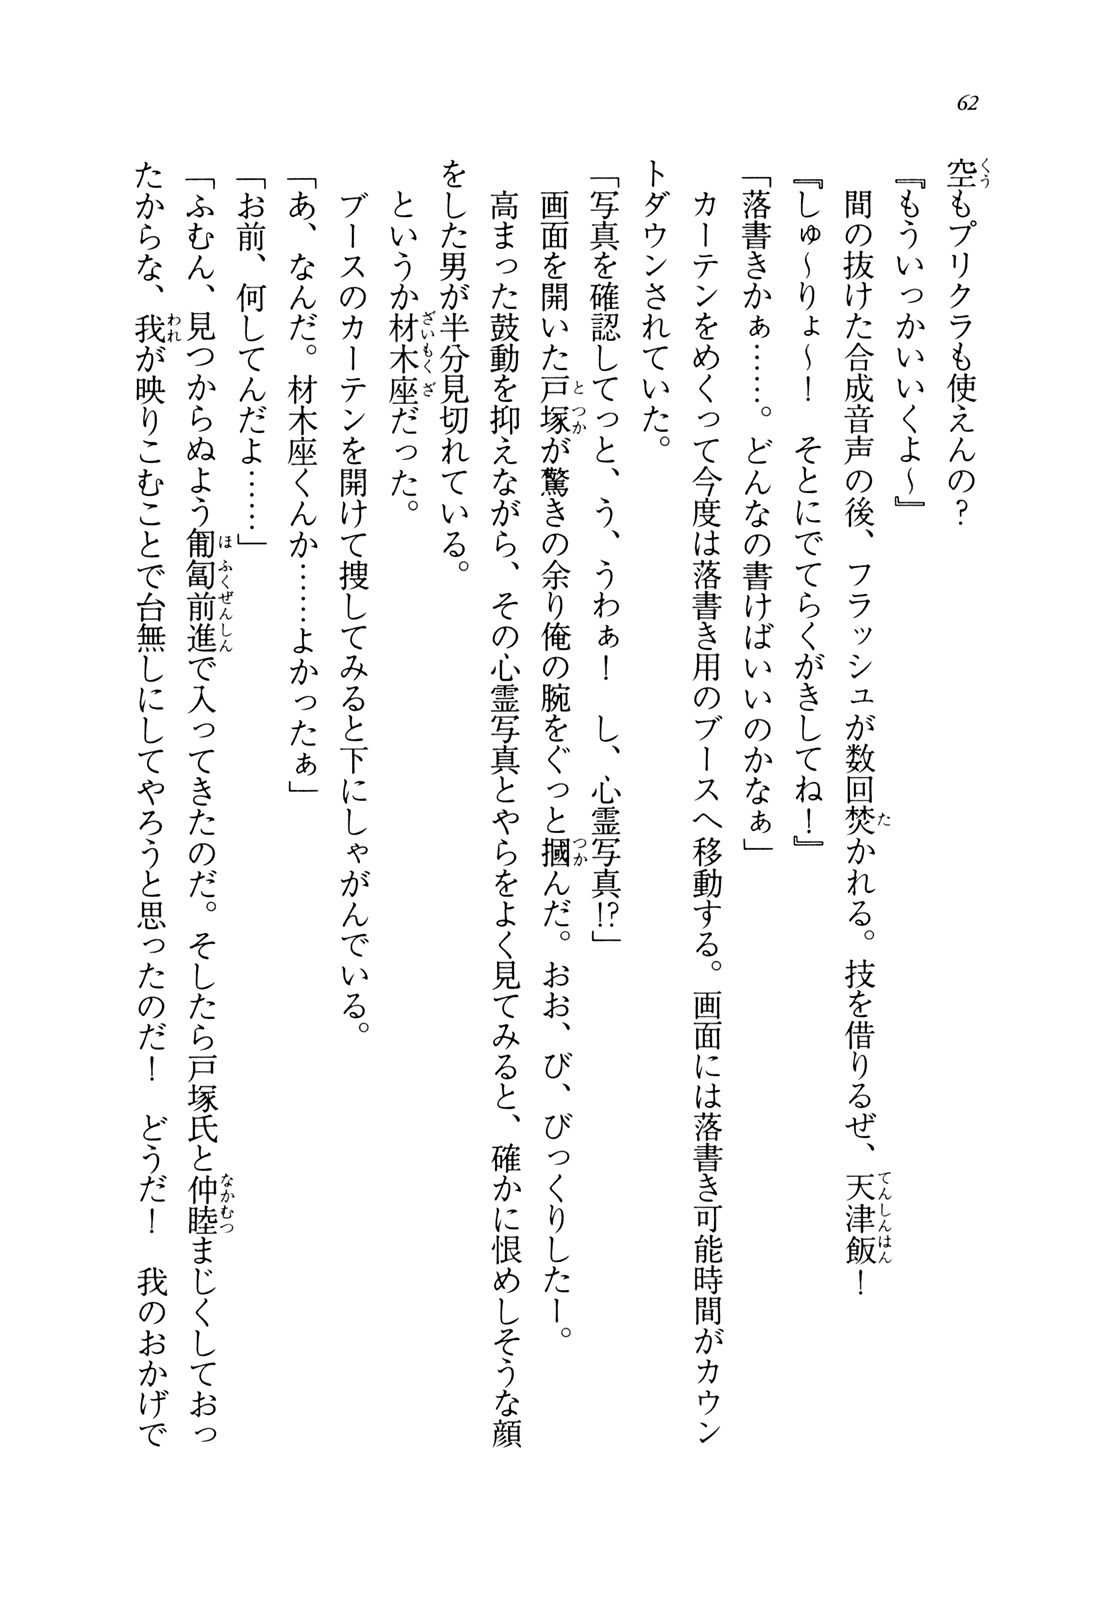 62
空もプリクラも使えんの?
『もういっかいいくよ～』
間の抜けた合成音声の後、フラッシュが数回焚かれる。技を借りるぜ、天津飯!
『しゅ～りょ～! そとにでてらくがきしてね!』
「落書きかぁ……。どんなの書けばいいのかなぁ」
カーテンをめくって今度は落書き用のブースへ移動する。画面には落書き可能時間がカウン
トダウンされていた。
「写真を確認してっと、う、うわぁ! し、心霊写真!?」
画面を開いた戸塚が驚きの余り俺の腕をぐっと摑んだ。おお、び、びっくりしたー。
高まった鼓動を抑えながら、その心霊写真とやらをよく見てみると、確かに恨めしそうな顔
をした男が半分見切れている。
というか材木座だった。
ブースのカーテンを開けて捜してみると下にしゃがんでいる。
「あ、なんだ。材木座くんか……よかったぁ」
「お前、何してんだよ……」
「ふむん、見つからぬよう匍匐前進で入ってきたのだ。そしたら戸塚氏と仲睦まじくしておっ
たからな、我が映りこむことで台無しにしてやろうと思ったのだ! どうだ! 我のおかげで